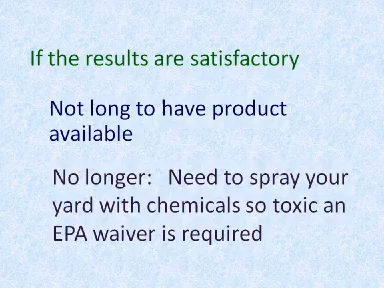 If the results are satisfactory
Not long to have product
available
No longer:   Need to spray your
yard with chemicals so toxic an
EPA waiver is required